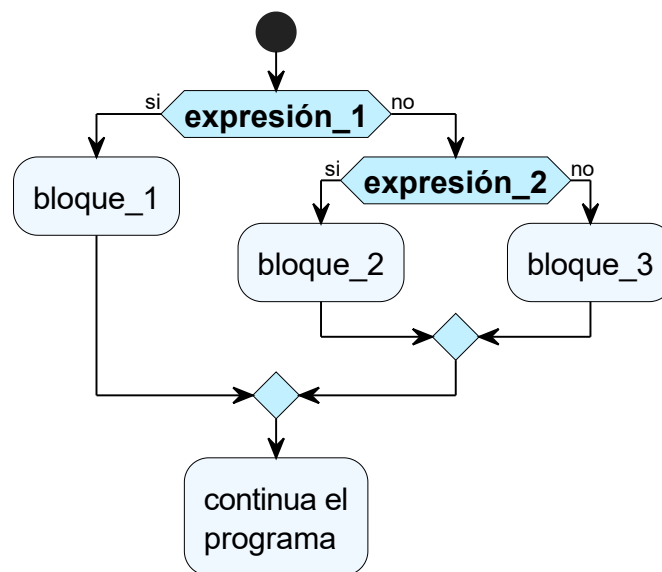 si
expresión_1
no
bloque_1
si
expresión_2
no
bloque_2
bloque_3
continua el
programa